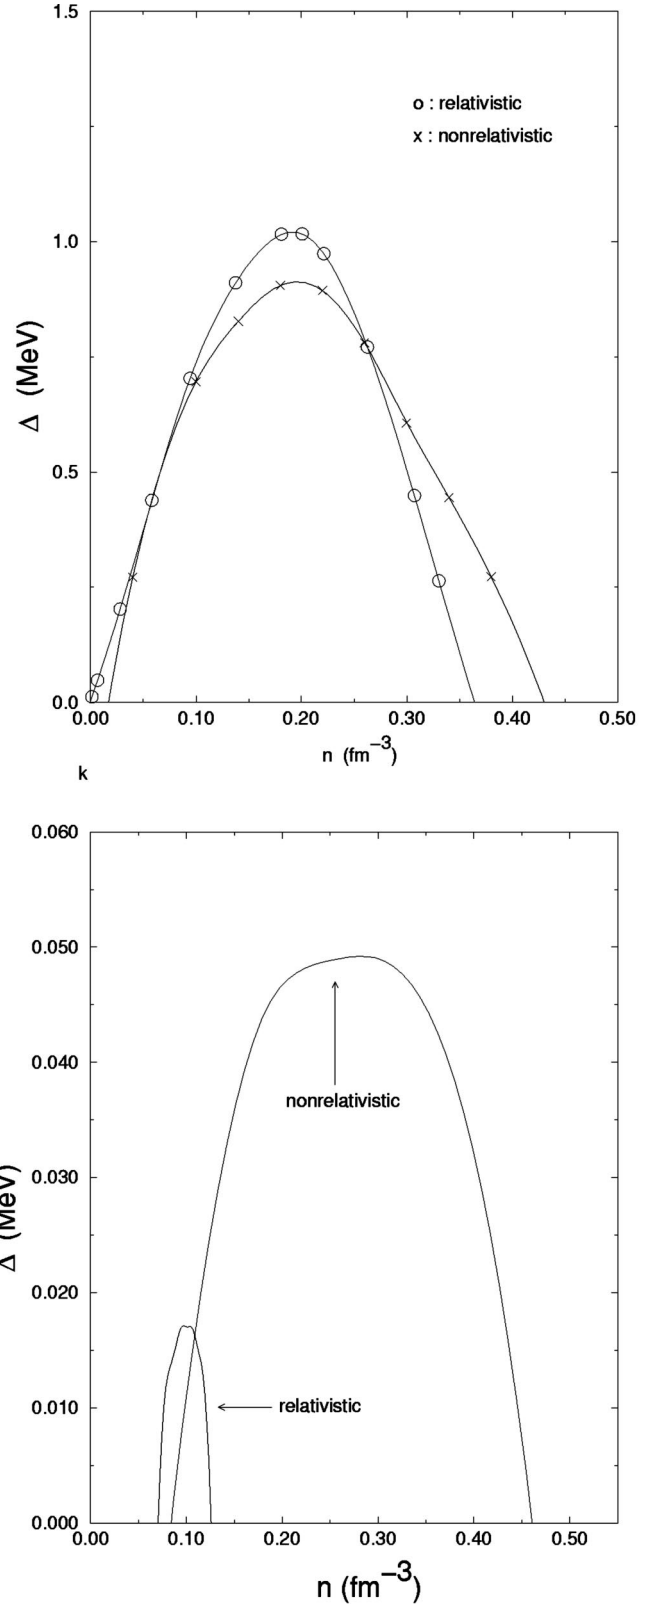 1.5
o : relativistic
x : nonrelativistic
1.0
Δ (MeV)
0.5
0.0
0.00 0.10 0.20 0.30 0.40 0.50
n (fm−3)
k
0.060
0.050
0.040
nonrelativistic
0.030
Δ (MeV)
0.020
0.010
relativistic
0.000
0.00 0.10 0.20 0.30 0.40 0.50
n (fm−3)